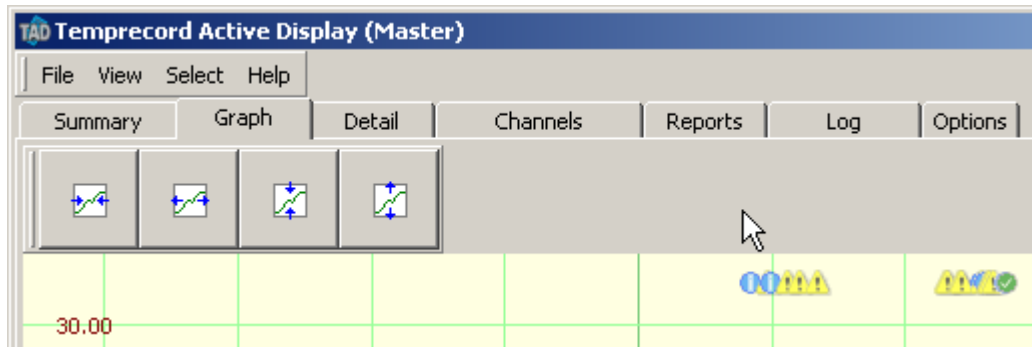 TAD Temprecord Active Display (Master)
File View Select Help
Summary Graph Detail Channels Reports Log Options
30.00